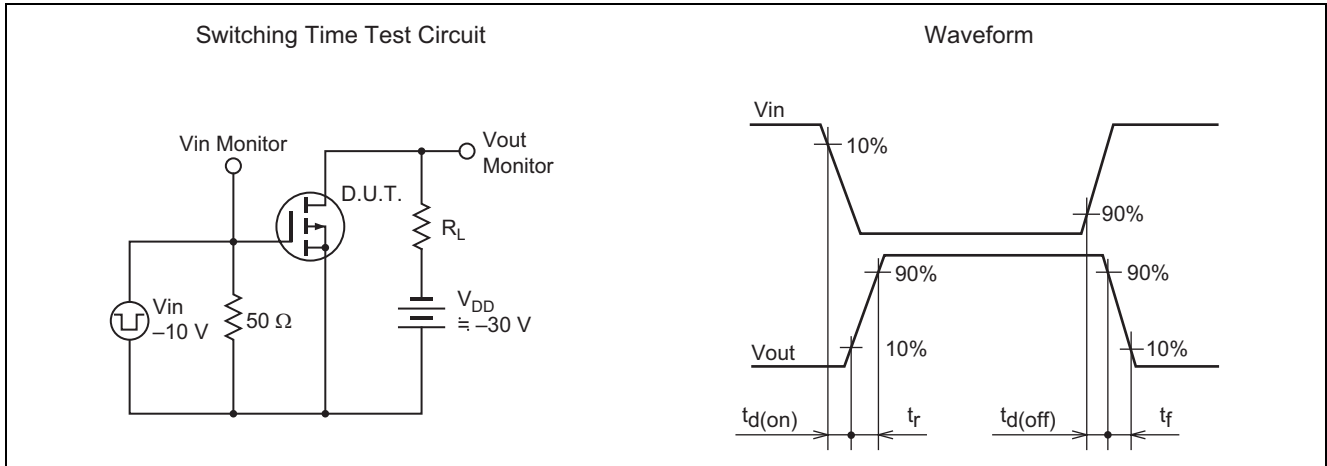 Switching Time Test Circuit
Vin Monitor
Vout
Monitor
D.U.T.
RL
Vin
–10 V
50 Ω
VDD
≒ –30 V
Waveform
Vin
10%
90%
90%
90%
Vout
10%
10%
td(on)
tr
td(off)
tf